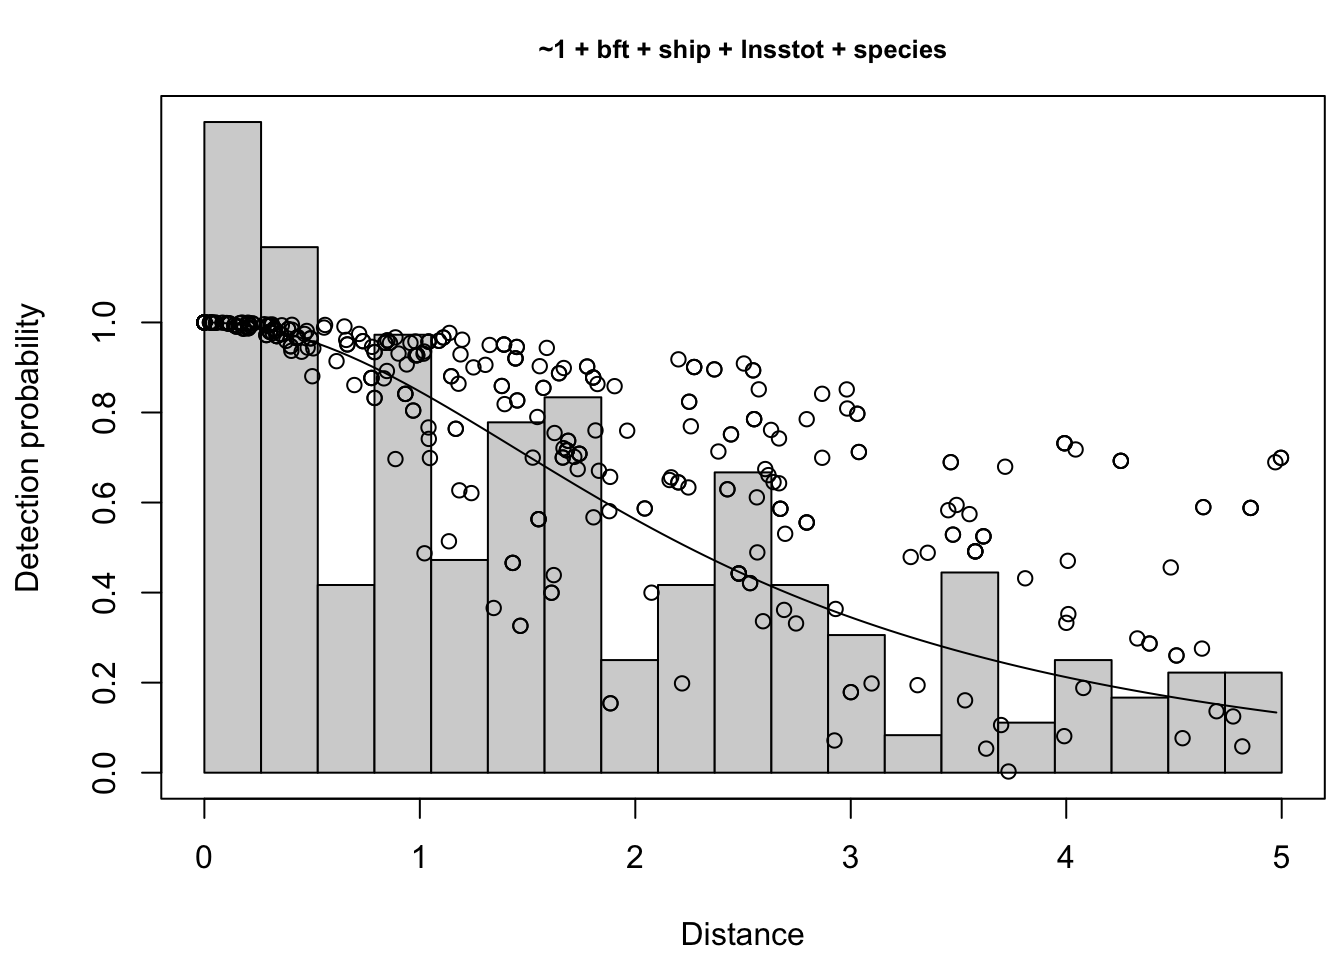 ~1 + bft + ship + lnsstot + species
Detection probability
1.0
0.8
0.6
0.4
0.2
0.0
0 1 2 3 4 5
Distance